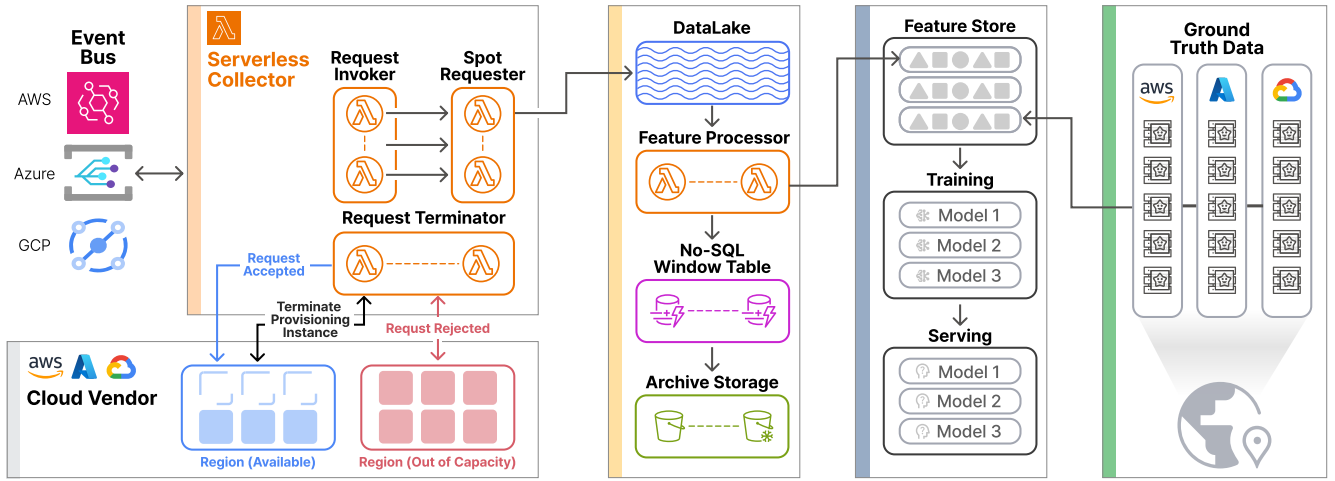 Event
Bus
AWS
Azure
GCP
Serverless
Collector
Request
Invoker
Spot
Requester
Request Terminator
Request
Accepted
Terminate
Provisioning
Instance
Requst Rejected
aws
Cloud Vendor
Region (Available)
Region (Out of Capacity)
DataLake
Feature Processor
No-SQL
Window Table
Archive Storage
Feature Store
Training
Model 1
Model 2
Model 3
Serving
Model 1
Model 2
Model 3
Ground
Truth Data
aws